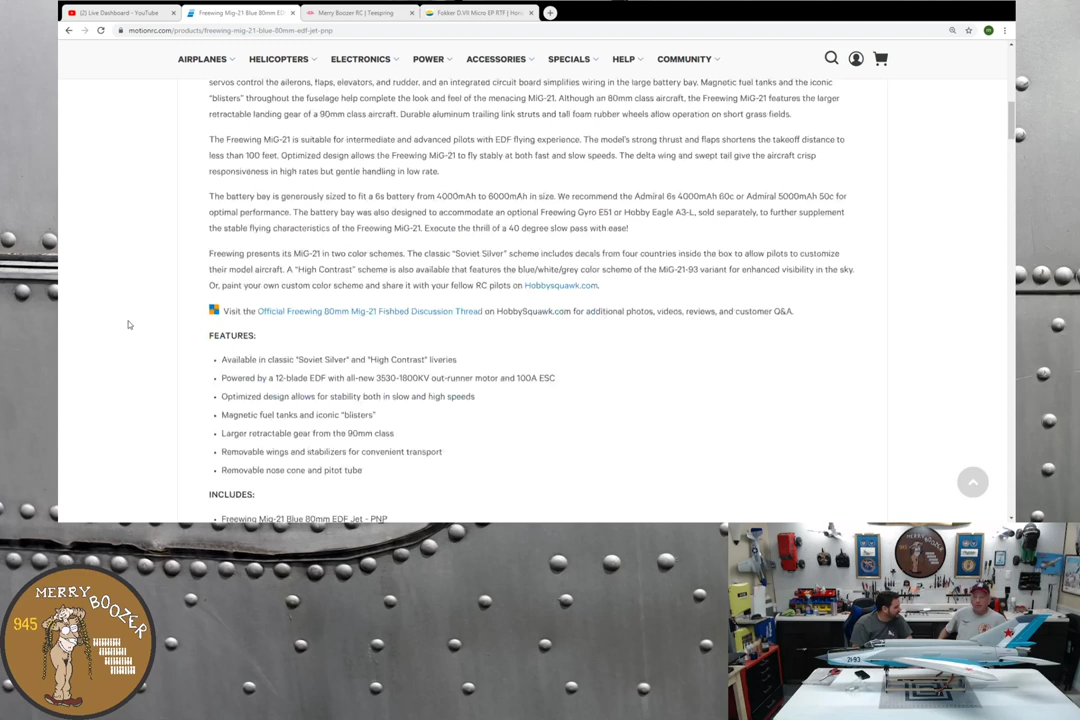 (2) Live Dashboard - YouTube
Freewing Mig-21 Blue 80mm ED
Merry Boozer RC | Teespring
Fokker D.VII Micro EP RTF | Hori
motionrc.com/products/freewing-mig-21-blue-80mm-edf-jet-pnp
AIRPLANES HELICOPTERS ELECTRONICS POWER ACCESSORIES SPECIALS HELP COMMUNITY
servos control the ailerons, flaps, elevators, and rudder, and an integrated circuit board simplifies wiring in the large battery bay. Magnetic fuel tanks and the iconic
"blisters" throughout the fuselage help complete the look and feel of the menacing MiG-21. Although an 80mm class aircraft, the Freewing MiG-21 features the larger
retractable landing gear of a 90mm class aircraft. Durable aluminum trailing link struts and tall foam rubber wheels allow operation on short grass fields.
The Freewing MiG-21 is suitable for intermediate and advanced pilots with EDF flying experience. The model's strong thrust and flaps shortens the takeoff distance to
less than 100 feet. Optimized design allows the Freewing MiG-21 to fly stably at both fast and slow speeds. The delta wing and swept tail give the aircraft crisp
responsiveness in high rates but gentle handling in low rate.
The battery bay is generously sized to fit a 6s battery from 4000mAh to 6000mAh in size. We recommend the Admiral 6s 4000mAh 60c or Admiral 5000mAh 50c for
optimal performance. The battery bay was also designed to accommodate an optional Freewing Gyro E51 or Hobby Eagle A3-L, sold separately, to further supplement
the stable flying characteristics of the Freewing MiG-21. Execute the thrill of a 40 degree slow pass with ease!
Freewing presents its MiG-21 in two color schemes. The classic "Soviet Silver" scheme includes decals from four countries inside the box to allow pilots to customize
their model aircraft. A "High Contrast" scheme is also available that features the blue/white/grey color scheme of the MiG-21-93 variant for enhanced visibility in the sky.
Or, paint your own custom color scheme and share it with your fellow RC pilots on Hobbysquawk.com.
Visit the Official Freewing 80mm Mig-21 Fishbed Discussion Thread on HobbySquawk.com for additional photos, videos, reviews, and customer Q&A.
FEATURES:
Available in classic "Soviet Silver" and "High Contrast" liveries
Powered by a 12-blade EDF with all-new 3530-1800KV out-runner motor and 100A ESC
Optimized design allows for stability both in slow and high speeds
Magnetic fuel tanks and iconic "blisters"
Larger retractable gear from the 90mm class
Removable wings and stabilizers for convenient transport
Removable nose cone and pitot tube
INCLUDES:
Freewing Mig-21 Blue 80mm EDF Jet - PNP
MERRY BOOZER
945
945
21-93